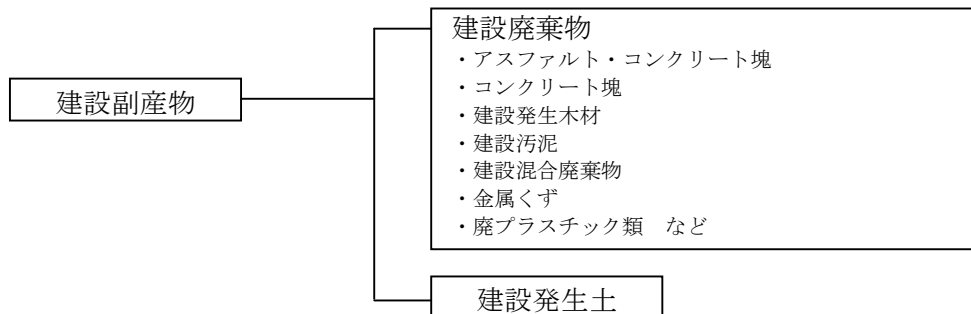 建設廃棄物
・アスファルト・コンクリート塊
・コンクリート塊
・建設発生木材
・建設汚泥
・建設混合廃棄物
・金属くず
・廃プラスチック類　など
建設副産物
建設発生土